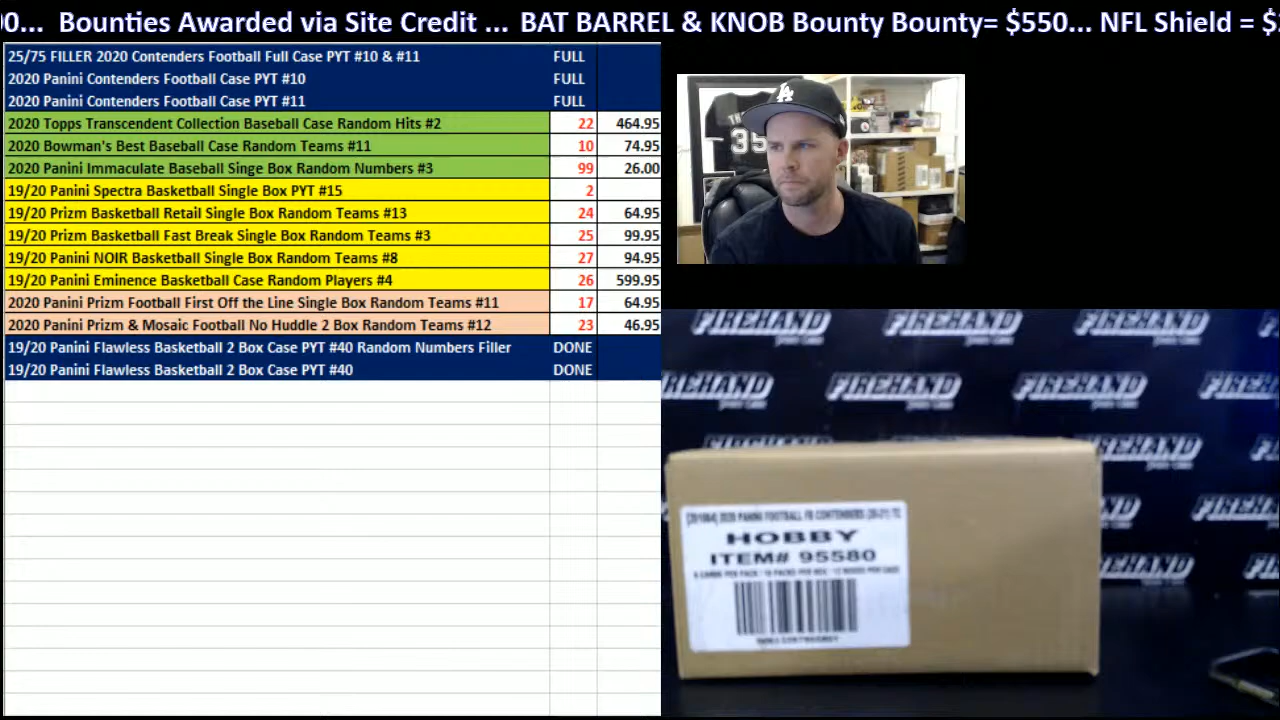 0... Bounties Awarded via Site Credit ... BAT BARREL & KNOB Bounty Bounty= $550... NFL Shield = $
25/75 FILLER 2020 Contenders Football Full Case PYT #10 & #11 FULL
2020 Panini Contenders Football Case PYT #10 FULL
2020 Panini Contenders Football Case PYT #11 FULL
2020 Topps Transcendent Collection Baseball Case Random Hits #2 22 464.95
2020 Bowman's Best Baseball Case Random Teams #11 10 74.95
2020 Panini Immaculate Baseball Singe Box Random Numbers #3 99 26.00
19/20 Panini Spectra Basketball Single Box PYT #15 2
19/20 Prizm Basketball Retail Single Box Random Teams #13 24 64.95
19/20 Prizm Basketball Fast Break Single Box Random Teams #3 25 99.95
19/20 Panini NOIR Basketball Single Box Random Teams #8 27 94.95
19/20 Panini Eminence Basketball Case Random Players #4 26 599.95
2020 Panini Prizm Football First Off the Line Single Box Random Teams #11 17 64.95
2020 Panini Prizm & Mosaic Football No Huddle 2 Box Random Teams #12 23 46.95
19/20 Panini Flawless Basketball 2 Box Case PYT #40 Random Numbers Filler DONE
19/20 Panini Flawless Basketball 2 Box Case PYT #40 DONE
LA
35
FIREHAND FIREHAND FIREHAND
FIREHAND FIREHAND FIREHAND
2020 PANINI FOOTBALL FB CONTENDERS
HOBBY
ITEM# 95580